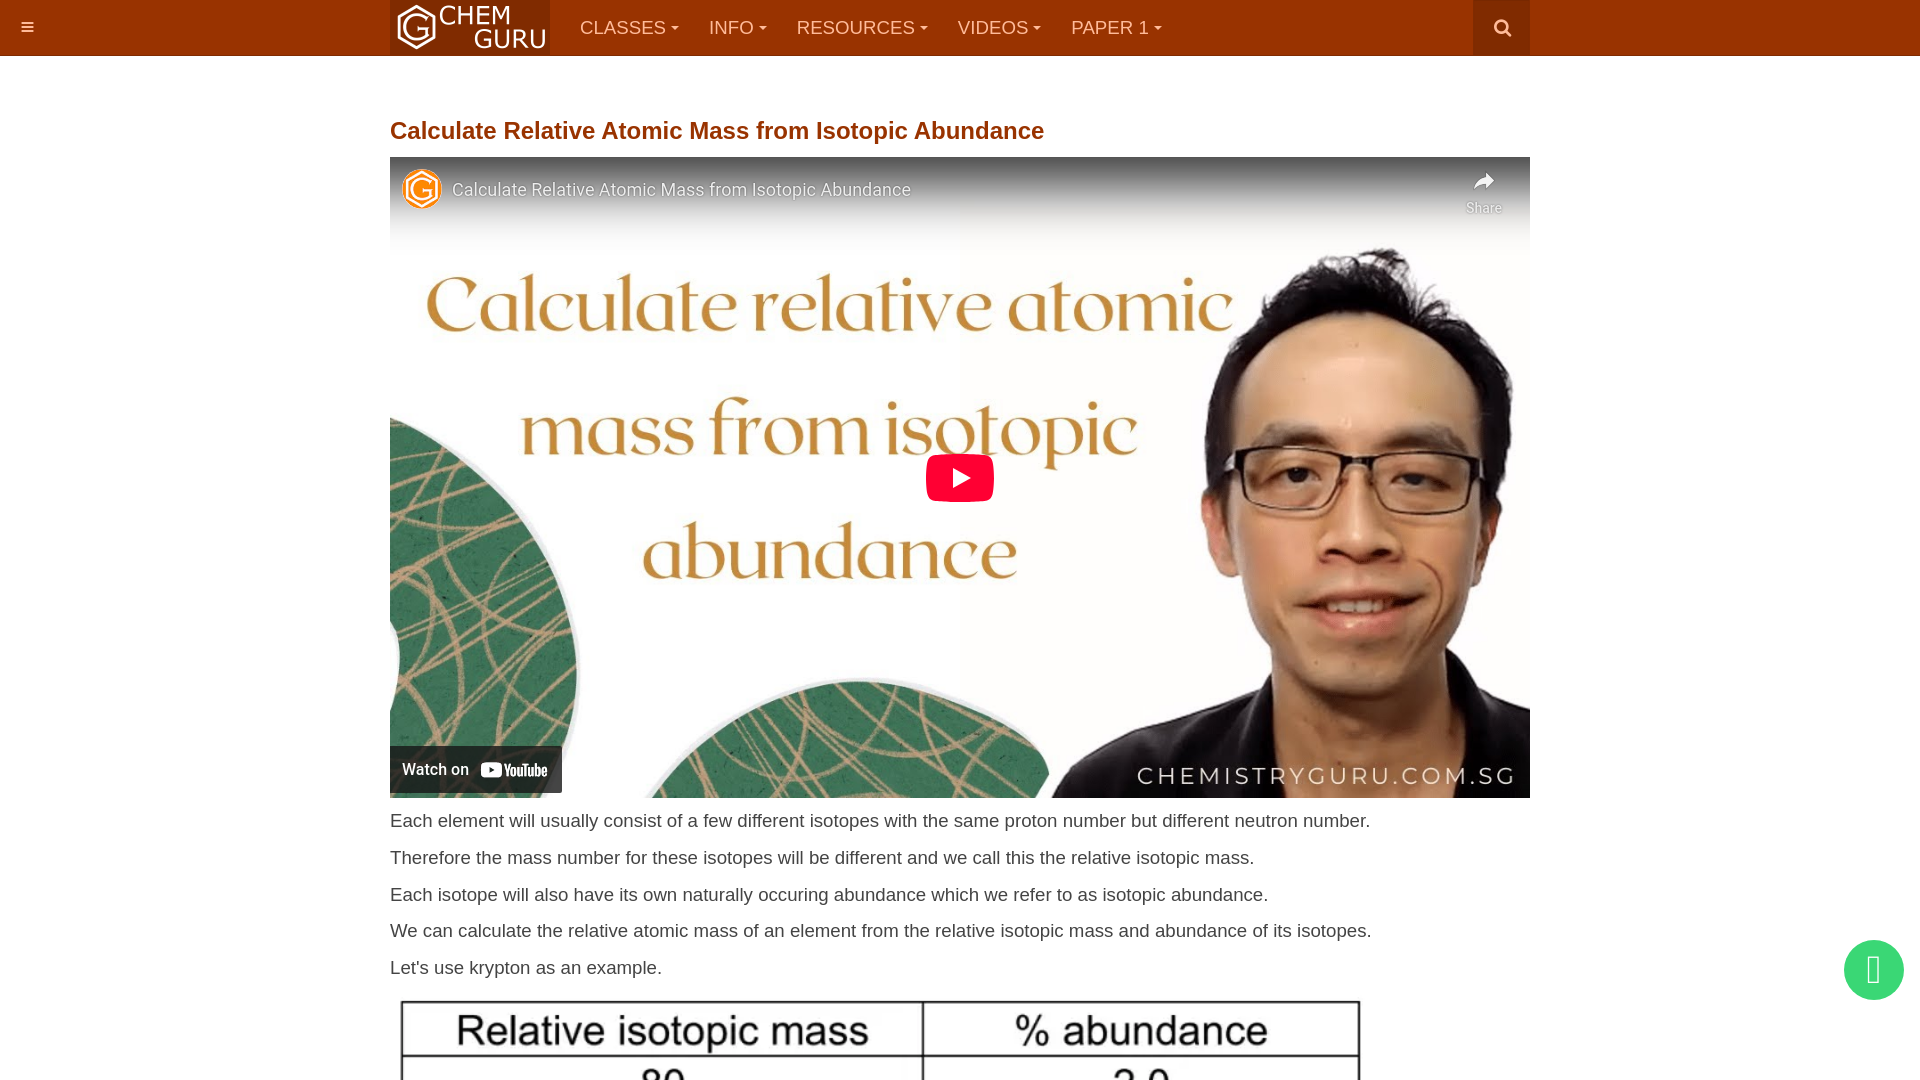 CHEM
GURU
CLASSES
INFO
RESOURCES
VIDEOS
PAPER 1
Calculate Relative Atomic Mass from Isotopic Abundance
Calculate Relative Atomic Mass from Isotopic Abundance
Share
Calculate relative atomic
mass from isotopic
abundance
Watch on YouTube
CHEMISTRYGURU.COM.SG
Each element will usually consist of a few different isotopes with the same proton number but different neutron number.
Therefore the mass number for these isotopes will be different and we call this the relative isotopic mass.
Each isotope will also have its own naturally occuring abundance which we refer to as isotopic abundance.
We can calculate the relative atomic mass of an element from the relative isotopic mass and abundance of its isotopes.
Let's use krypton as an example.
Relative isotopic mass % abundance